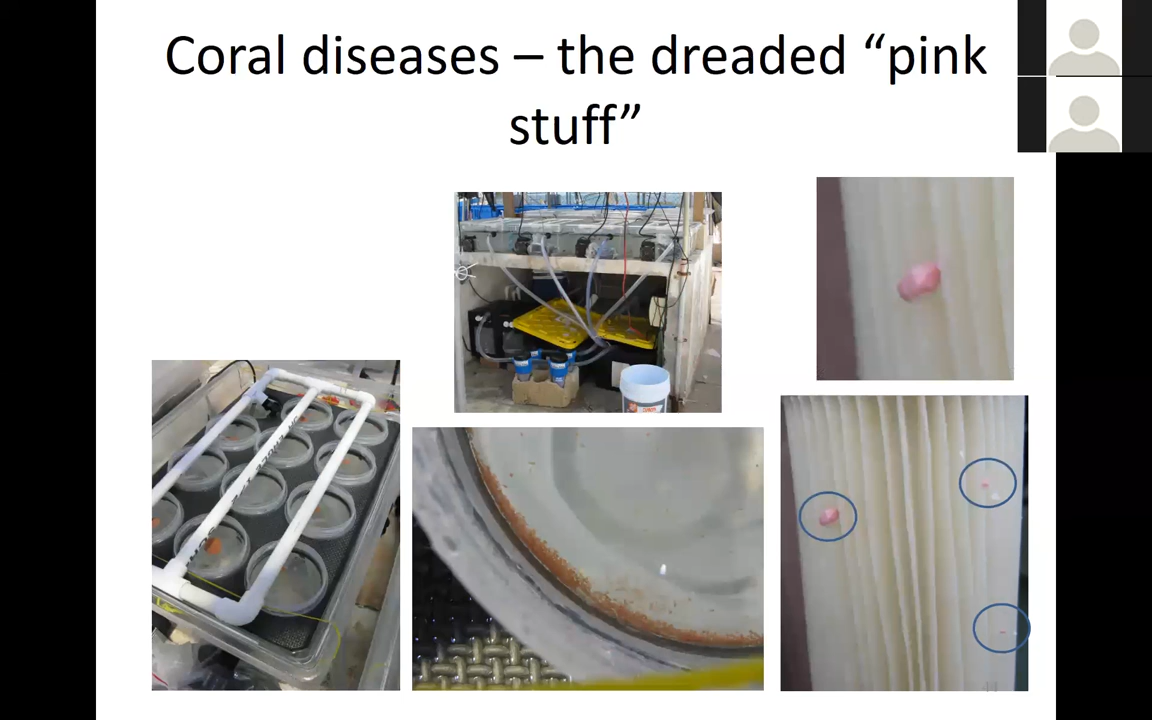 Coral diseases – the dreaded “pink
stuff”